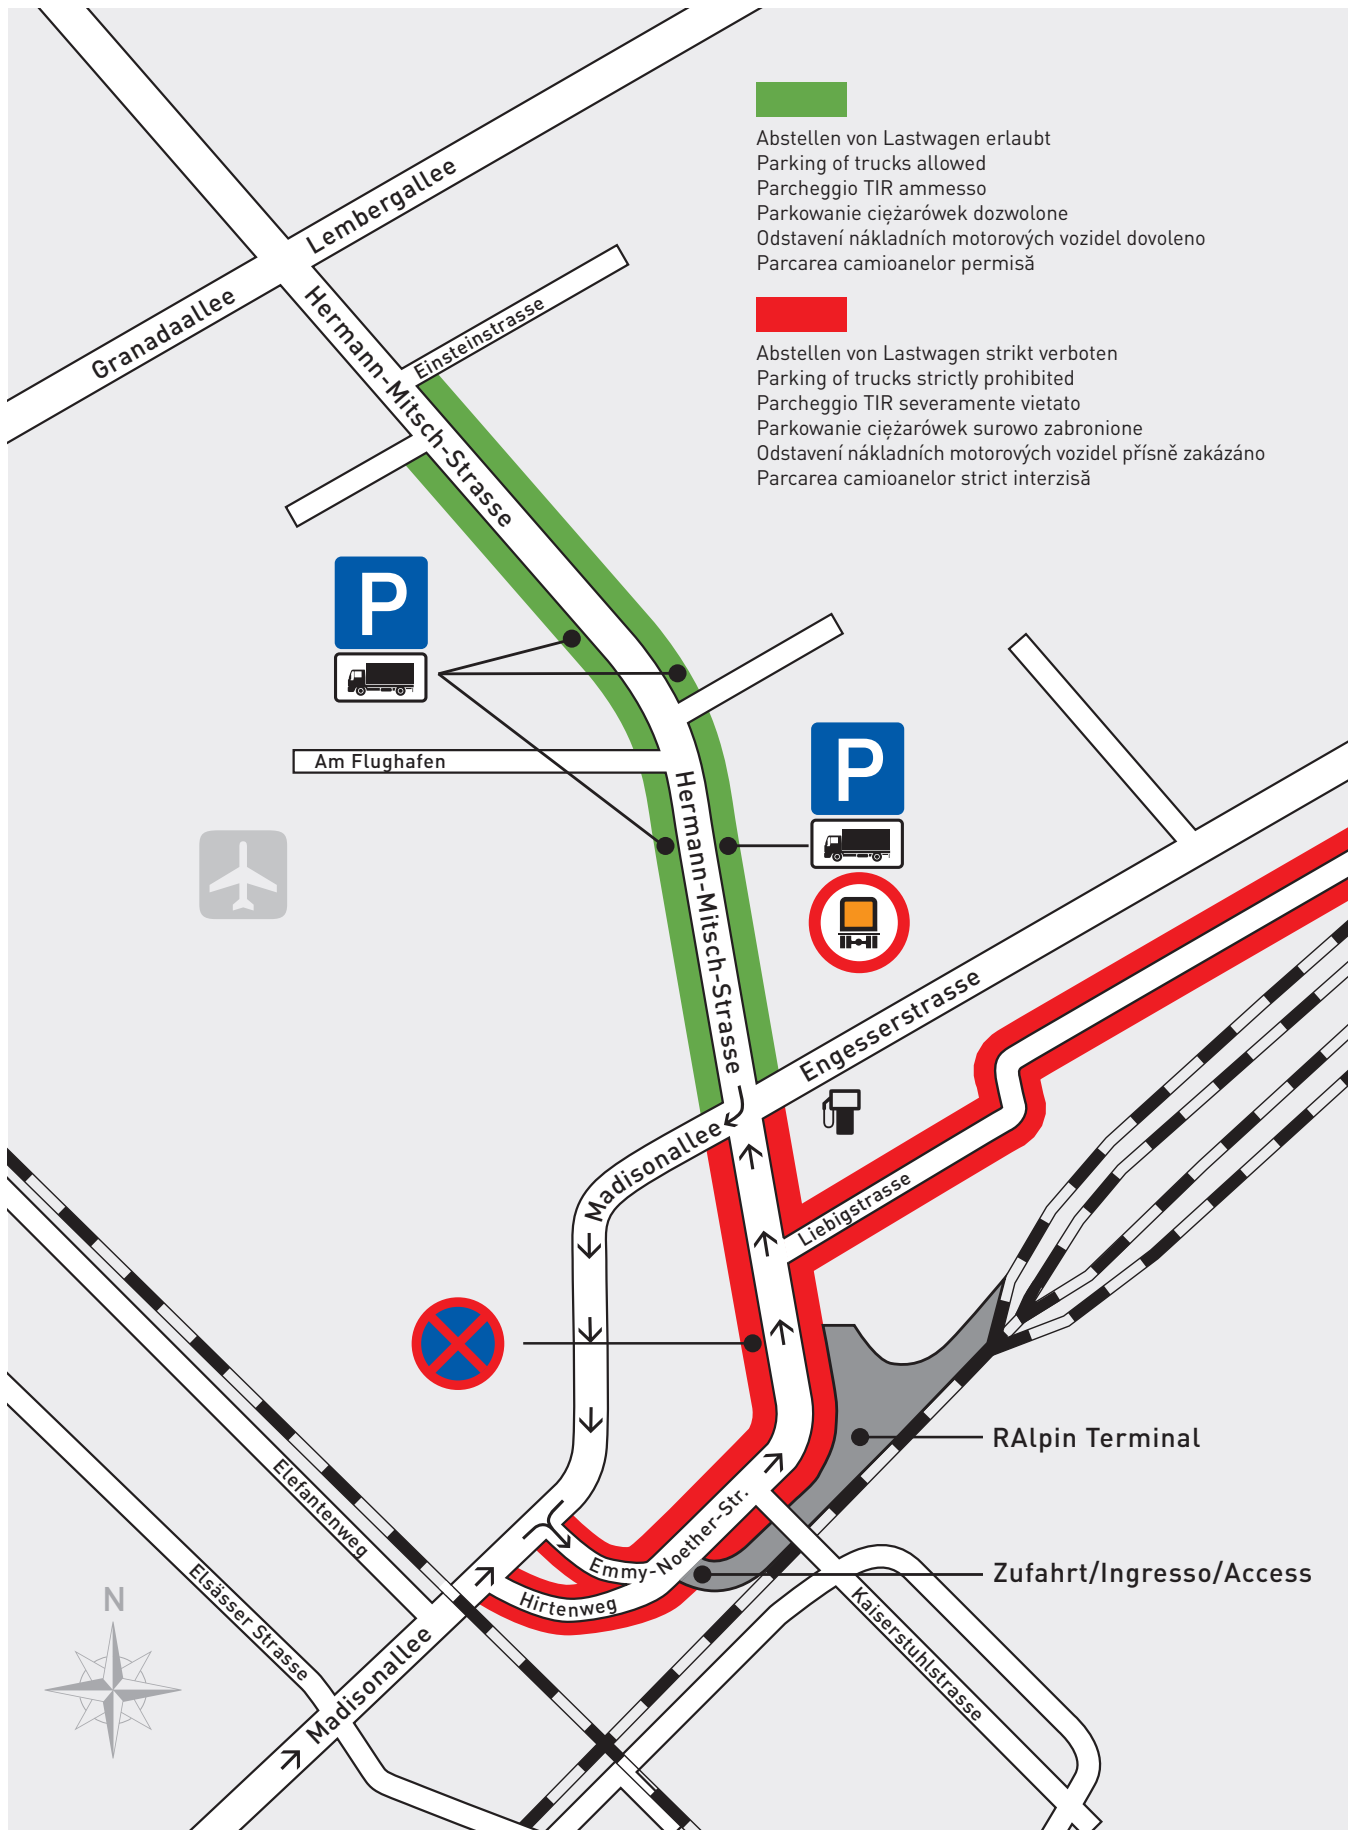 Abstellen von Lastwagen erlaubt
Parking of trucks allowed
Parcheggio TIR ammesso
Parkowanie ciężarówek dozwolone
Odstavení nákladních motorových vozidel dovoleno
Parcarea camioanelor permisă
Abstellen von Lastwagen strikt verboten
Parking of trucks strictly prohibited
Parcheggio TIR severamente vietato
Parkowanie ciężarówek surowo zabronione
Odstavení nákladních motorových vozidel přísně zakázáno
Parcarea camioanelor strict interzisă
Lembergallee
Granadaallee
Hermann-Mitsch-Strasse
Einsteinstrasse
P
Am Flughafen
P
Hermann-Mitsch-Strasse
Engesserstrasse
Madisonallee
Liebigstrasse
RAlpin Terminal
Elefantenweg
Emmy-Noether-Str.
Zufahrt/Ingresso/Access
Elsässer Strasse
Hirtenweg
Kaiserstuhlstrasse
N
Madisonallee